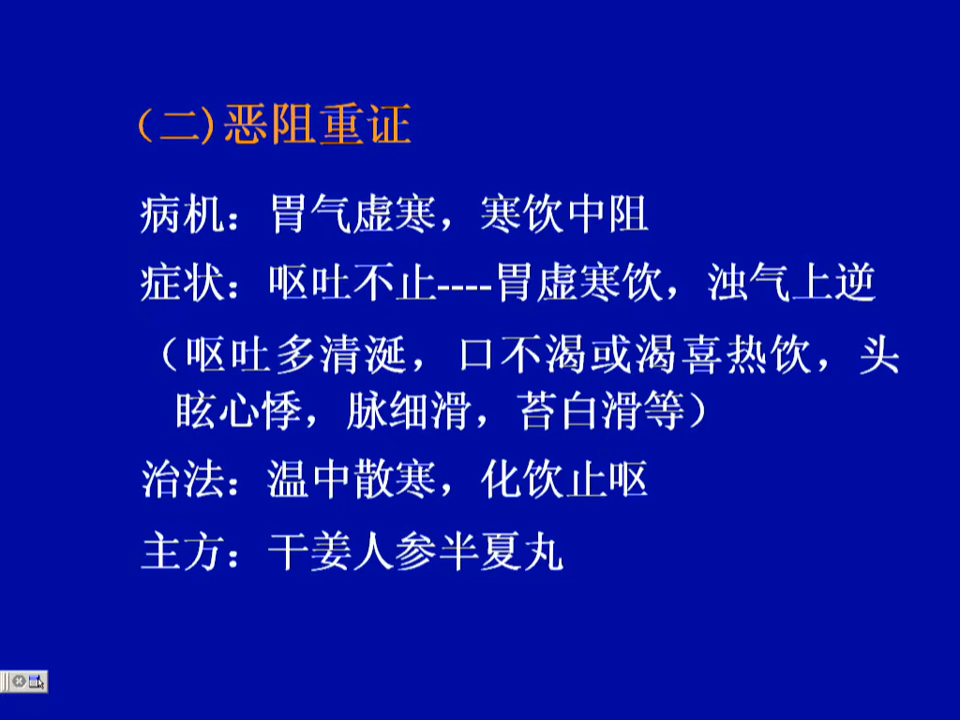 （二)恶阻重证
病机：胃气虚寒，寒饮中阻
症状：呕吐不止----胃虚寒饮，浊气上逆
（呕吐多清涎，口不渴或渴喜热饮，头
眩心悸，脉细滑，苔白滑等）
治法：温中散寒，化饮止呕
主方：干姜人参半夏丸